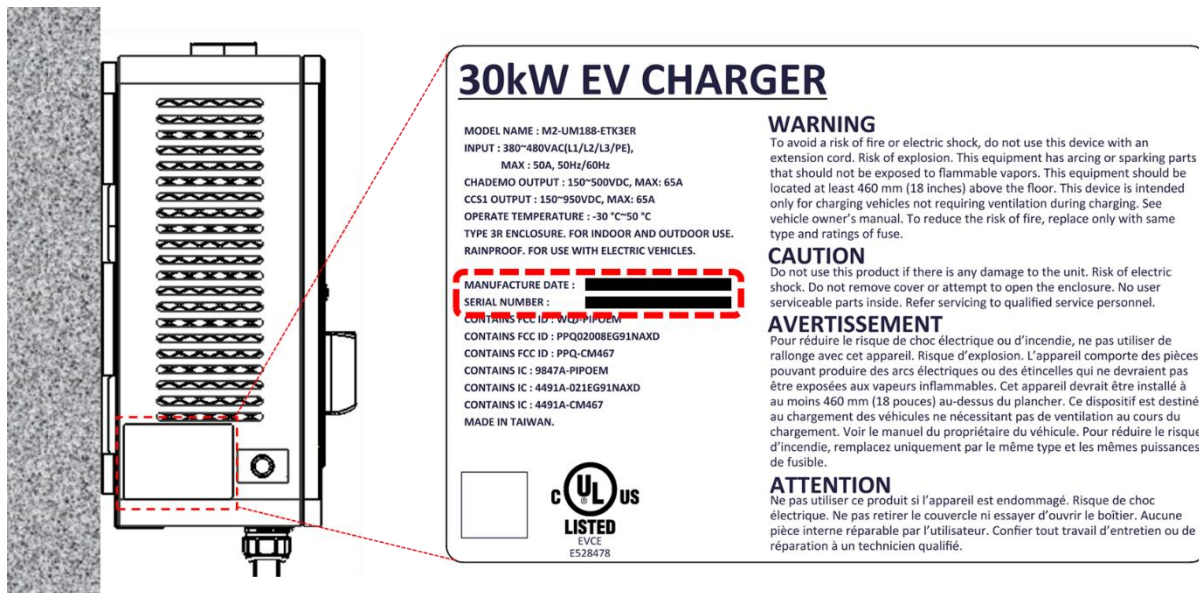 30kW EV CHARGER
MODEL NAME : M2-UM188-ETK3ER
INPUT : 380~480VAC(L1/L2/L3/PE),
MAX : 50A, 50Hz/60Hz
CHADEMO OUTPUT : 150~500VDC, MAX: 65A
CCS1 OUTPUT : 150~950VDC, MAX: 65A
OPERATE TEMPERATURE : -30 °C~50 °C
TYPE 3R ENCLOSURE. FOR INDOOR AND OUTDOOR USE.
RAINPROOF. FOR USE WITH ELECTRIC VEHICLES.
MANUFACTURE DATE :
SERIAL NUMBER :
CONTAINS FCC ID : WQJ-PIPOEM
CONTAINS FCC ID : PPQ02008EG91NAXD
CONTAINS FCC ID : PPQ-CM467
CONTAINS IC : 9847A-PIPOEM
CONTAINS IC : 4491A-021EG91NAXD
CONTAINS IC : 4491A-CM467
MADE IN TAIWAN.
C UL US
®
LISTED
EVCE
E528478
WARNING
To avoid a risk of fire or electric shock, do not use this device with an
extension cord. Risk of explosion. This equipment has arcing or sparking parts
that should not be exposed to flammable vapors. This equipment should be
located at least 460 mm (18 inches) above the floor. This device is intended
only for charging vehicles not requiring ventilation during charging. See
vehicle owner's manual. To reduce the risk of fire, replace only with same
type and ratings of fuse.
CAUTION
Do not use this product if there is any damage to the unit. Risk of electric
shock. Do not remove cover or attempt to open the enclosure. No user
serviceable parts inside. Refer servicing to qualified service personnel.
AVERTISSEMENT
Pour réduire le risque de choc électrique ou d'incendie, ne pas utiliser de
rallonge avec cet appareil. Risque d'explosion. L'appareil comporte des pièces
pouvant produire des arcs électriques ou des étincelles qui ne devraient pas
être exposées aux vapeurs inflammables. Cet appareil devrait être installé à
au moins 460 mm (18 pouces) au-dessus du plancher. Ce dispositif est destiné
au chargement des véhicules ne nécessitant pas de ventilation au cours du
chargement. Voir le manuel du propriétaire du véhicule. Pour réduire le risque
d'incendie, remplacez uniquement par le même type et les mêmes puissances
de fusible.
ATTENTION
Ne pas utiliser ce produit si l'appareil est endommagé. Risque de choc
électrique. Ne pas retirer le couvercle ni essayer d'ouvrir le boîtier. Aucune
pièce interne réparable par l'utilisateur. Confier tout travail d'entretien ou de
réparation à un technicien qualifié.